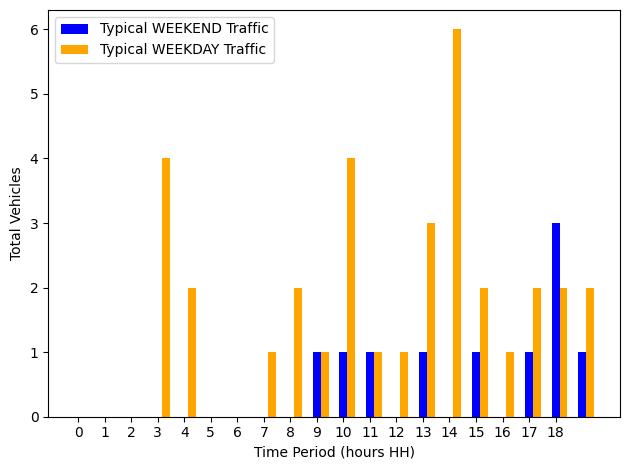 Typical WEEKEND Traffic
Typical WEEKDAY Traffic
6
5
4
3
2
1
0
Total Vehicles
0 1 2 3 4 5 6 7 8 9 10 11 12 13 14 15 16 17 18
Time Period (hours HH)